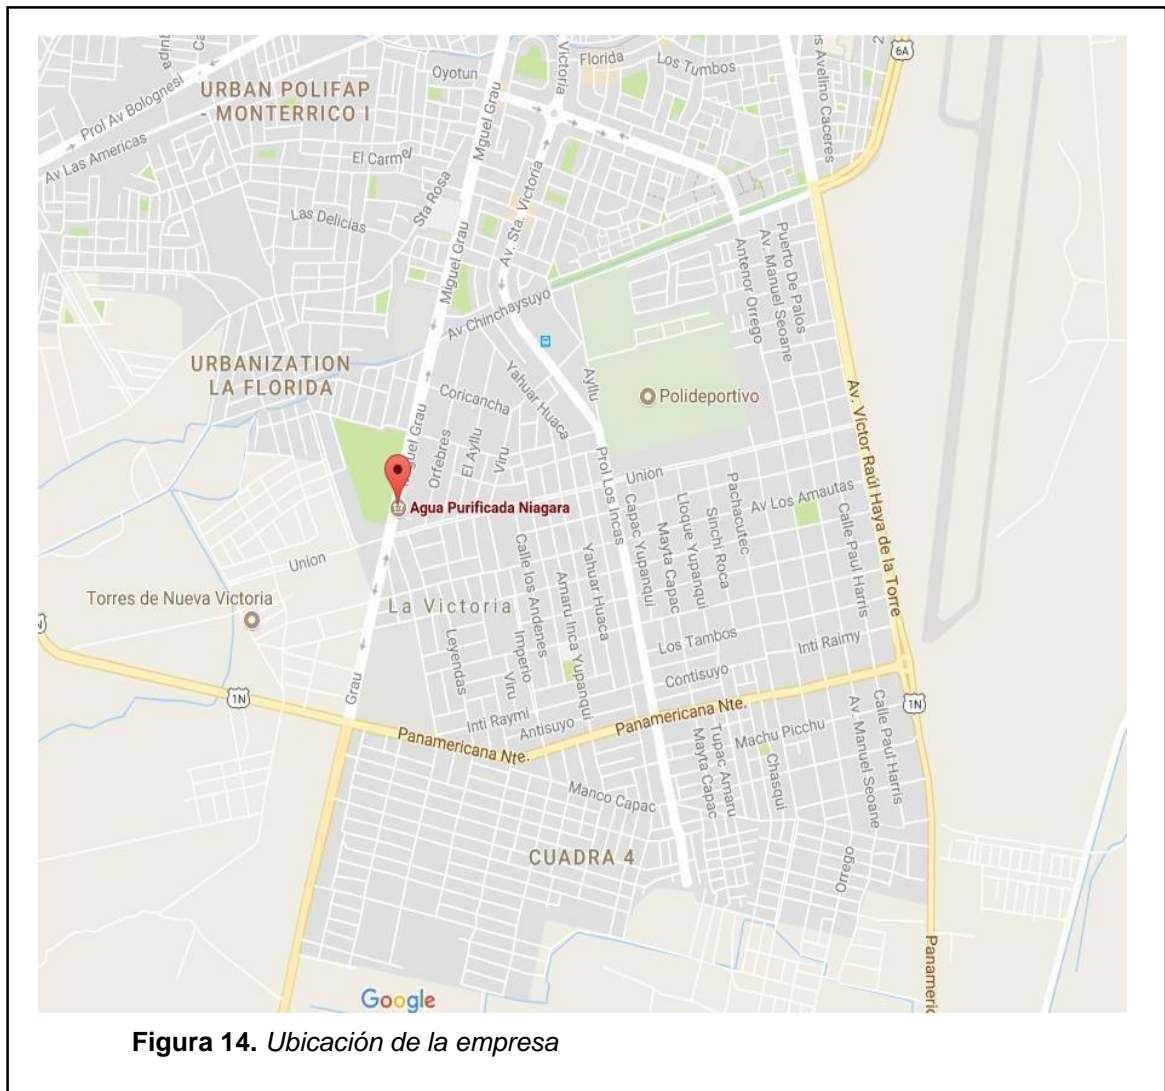 6A
Victoria
Florida
Los Tumbos
Oyotun
URBAN POLIFAP
- MONTERRICO I
Prol Av Bolognesi
Av Las Americas
Mguel Grau
El Carmel
Sta Rosa
Las Delicias
Av. Sta. Victoria
Miguel Grau
Av Chinchaysuyo
s Avelino Caceres
Puerto De Palos
Av. Manuel Seoane
Antenor Orrego
URBANIZATION
LA FLORIDA
Coricancha
Yahuar Huaca
Ayllu
Polideportivo
Av. Víctor Raúl Haya de la Torre
guel Grau
Orfebres
El Ayllu
Viru
Agua Purificada Niagara
Union
Prol Los Incas
Capac Yupanqui
Mayta Capac
Lloque Yupanqui
Sinchi Roca
Pachacutec
Av Los Amautas
Calle Paul Harris
Union
Torres de Nueva Victoria
La Victoria
Calle los Andenes
Amaru Inca Yupanqui
Yahuar Huaca
Leyendas
Imperio
Viru
Los Tambos
Inti Raimy
Contisuyo
N
1N
Grau
Inti Raymi
Antisuyo
Panamericana Nte.
Panamericana Nte.
1N
Tupac Amaru
Mayta Capac
Machu Picchu
Chasqui
Av. Manuel Seoane
Calle Paul Harris
Manco Capac
CUADRA 4
Orrego
Panameric
Google
Figura 14. Ubicación de la empresa